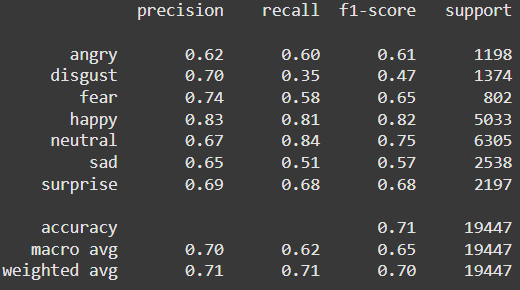 precision recall f1-score support
angry 0.62 0.60 0.61 1198
disgust 0.70 0.35 0.47 1374
fear 0.74 0.58 0.65 802
happy 0.83 0.81 0.82 5033
neutral 0.67 0.84 0.75 6305
sad 0.65 0.51 0.57 2538
surprise 0.69 0.68 0.68 2197
accuracy 0.71 19447
macro avg 0.70 0.62 0.65 19447
weighted avg 0.71 0.71 0.70 19447